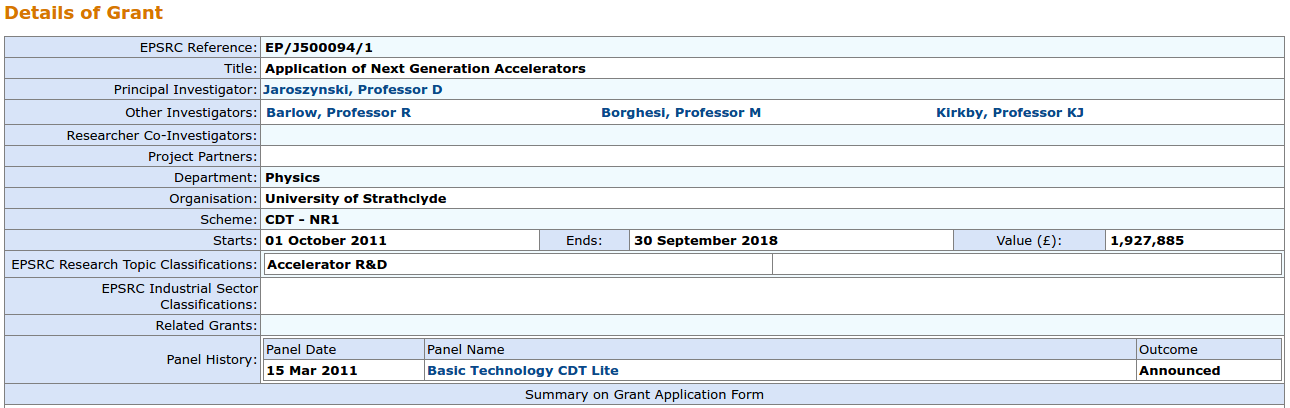 Details of Grant
EPSRC Reference: EP/J500094/1
Title: Application of Next Generation Accelerators
Principal Investigator: Jaroszynski, Professor D
Other Investigators: Barlow, Professor R Borghesi, Professor M Kirkby, Professor KJ
Researcher Co-Investigators:
Project Partners:
Department: Physics
Organisation: University of Strathclyde
Scheme: CDT - NR1
Starts: 01 October 2011 Ends: 30 September 2018 Value (£): 1,927,885
EPSRC Research Topic Classifications: Accelerator R&D
EPSRC Industrial Sector
Classifications:
Related Grants:
Panel History:
Panel Date Panel Name Outcome
15 Mar 2011 Basic Technology CDT Lite Announced
Summary on Grant Application Form